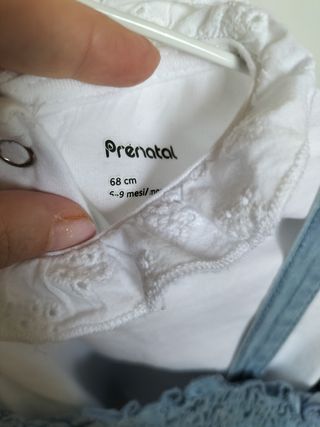 Prénatal
68 cm
6-9 mesi/